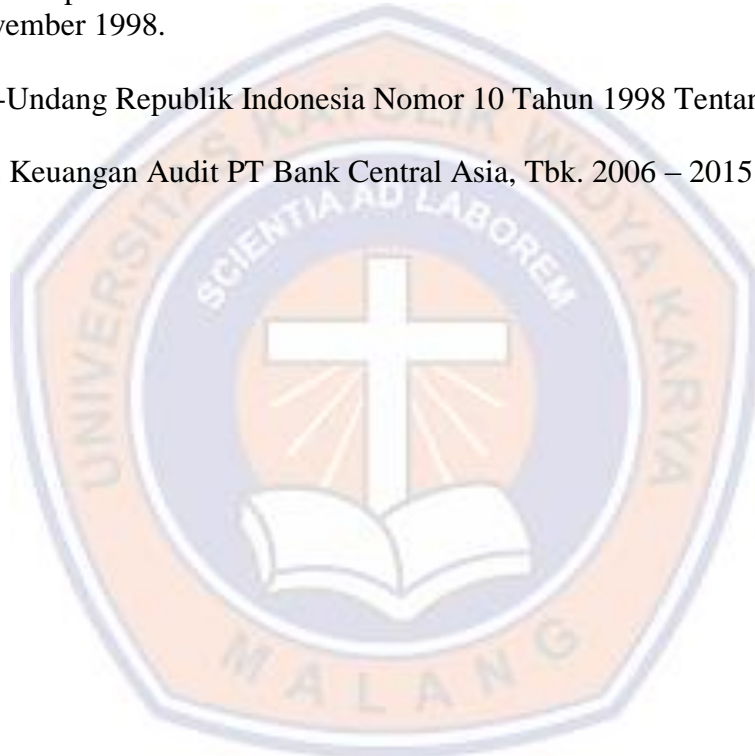 vember 1998.
-Undang Republik Indonesia Nomor 10 Tahun 1998 Tentan
Keuangan Audit PT Bank Central Asia, Tbk. 2006 – 2015
UNIVERSITAS KATOLIK WIDYA KARYA
SCIENTIA AD LABOREM
MALANG